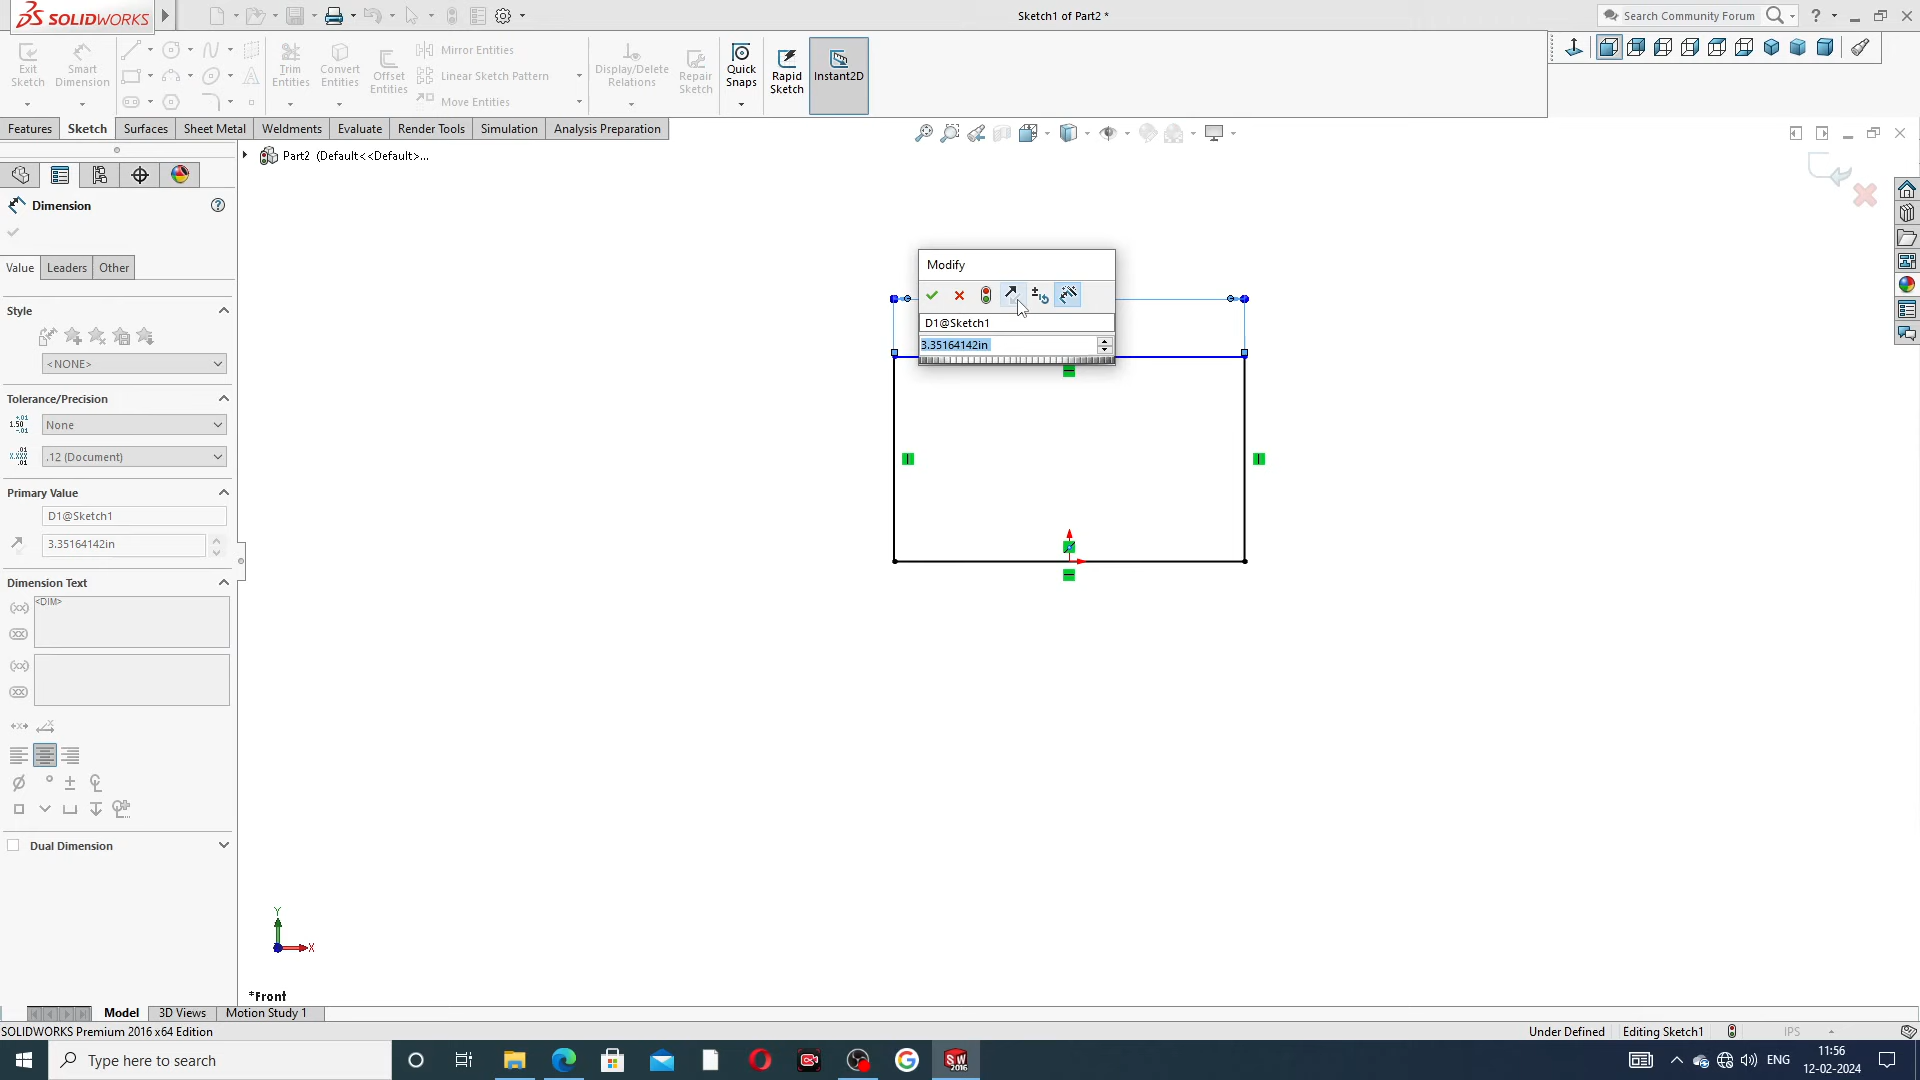 SOLIDWORKS
Sketch1 of Part2 *
Search Community Forum
Exit Sketch
Smart Dimension
Trim Entities
Convert Entities
Offset Entities
Mirror Entities
Linear Sketch Pattern
Move Entities
Display/Delete Relations
Repair Sketch
Quick Snaps
Rapid Sketch
Instant2D
Features
Sketch
Surfaces
Sheet Metal
Weldments
Evaluate
Render Tools
Simulation
Analysis Preparation
Part2 (Default<<Default>...
Dimension
Value
Leaders
Other
Style
<NONE>
Tolerance/Precision
None
.12 (Document)
Primary Value
D1@Sketch1
3.35164142in
Dimension Text
<DIM>
Dual Dimension
Modify
D1@Sketch1
3.35164142in
Y
X
*Front
Model
3D Views
Motion Study 1
SOLIDWORKS Premium 2016 x64 Edition
Under Defined
Editing Sketch1
IPS
Type here to search
ENG
11:56
12-02-2024